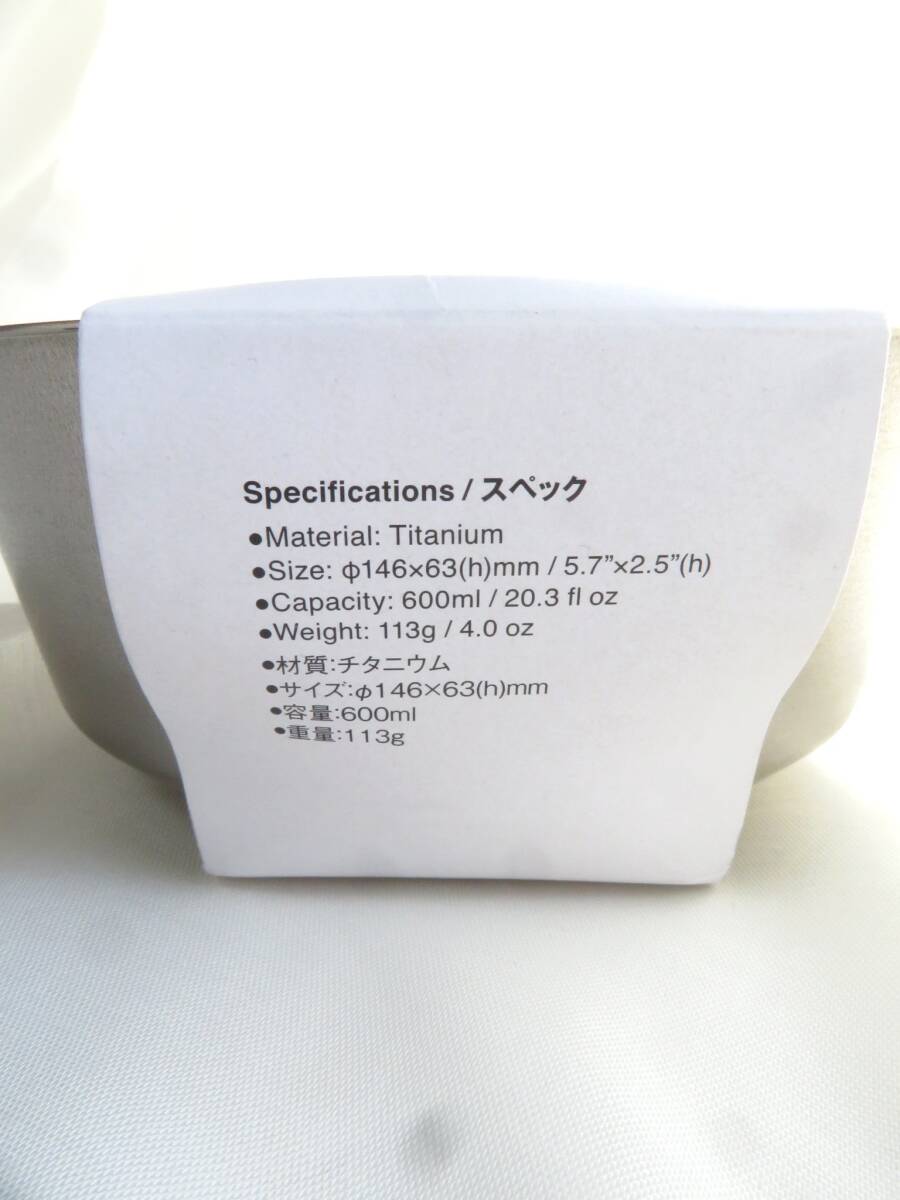 Specifications / スペック
●Material: Titanium
●Size: φ146×63(h)mm / 5.7”×2.5”(h)
●Capacity: 600ml / 20.3 fl oz
●Weight: 113g / 4.0 oz
●材質:チタニウム
●サイズ:φ146×63(h)mm
●容量:600ml
●重量:113g